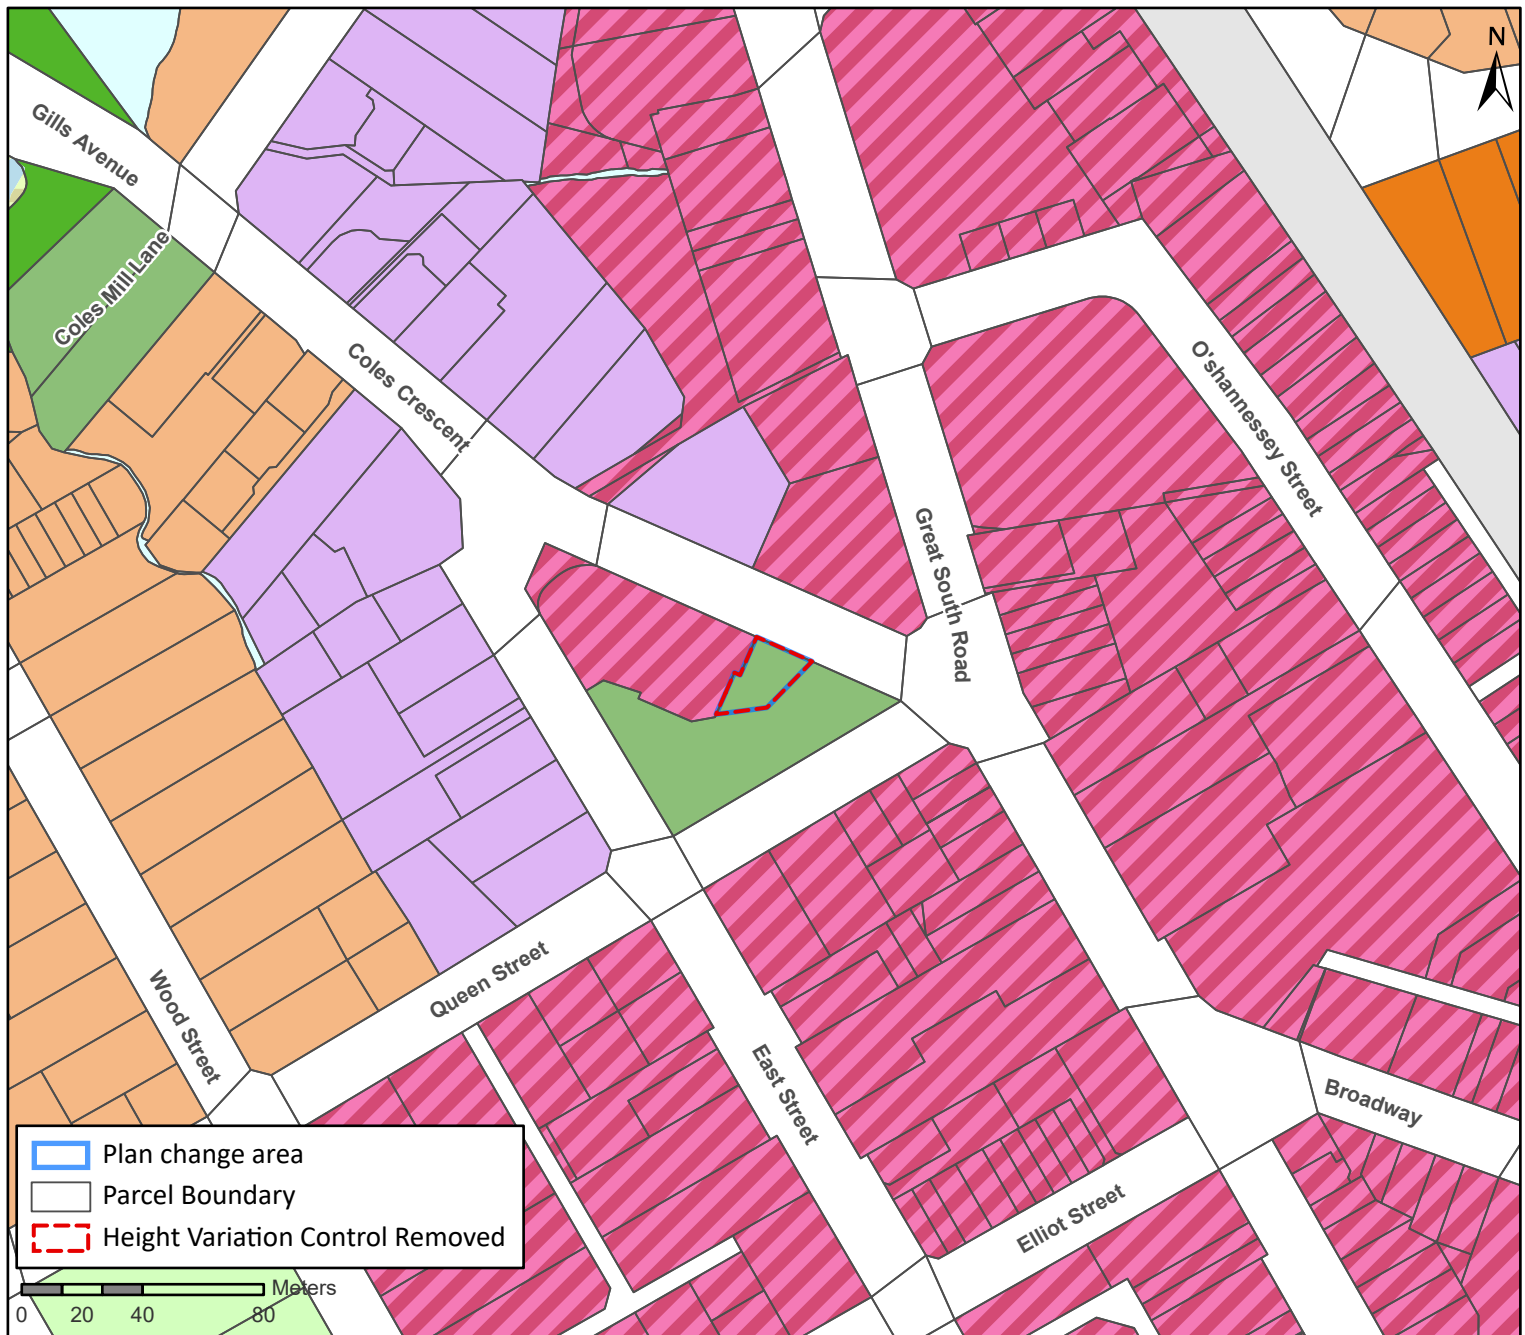 N
Gills Avenue
Coles Mill Lane
Coles Crescent
O'shannessey Street
Great South Road
Queen Street
Wood Street
East Street
Broadway
Elliot Street
Plan change area
Parcel Boundary
Height Variation Control Removed
Meters
0 20 40 80